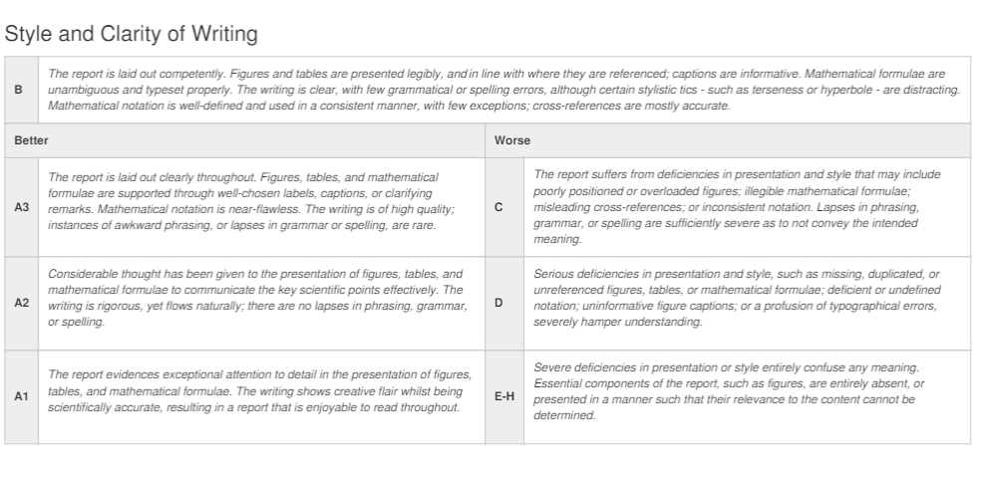 Style and Clarity of Writing
B
The report is laid out competently. Figures and tables are presented legibly, and in line with where they are referenced; captions are informative. Mathematical formulae are
unambiguous and typeset properly. The writing is clear, with few grammatical or spelling errors, although certain stylistic tics - such as terseness or hyperbole - are distracting.
Mathematical notation is well-defined and used in a consistent manner, with few exceptions; cross-references are mostly accurate.
Better
Worse
A3
The report is laid out clearly throughout. Figures, tables, and mathematical
formulae are supported through well-chosen labels, captions, or clarifying
remarks. Mathematical notation is near-flawless. The writing is of high quality;
instances of awkward phrasing, or lapses in grammar or spelling, are rare.
C
The report suffers from deficiencies in presentation and style that may include
poorly positioned or overloaded figures; illegible mathematical formulae;
misleading cross-references; or inconsistent notation. Lapses in phrasing,
grammar, or spelling are sufficiently severe as to not convey the intended
meaning.
A2
Considerable thought has been given to the presentation of figures, tables, and
mathematical formulae to communicate the key scientific points effectively. The
writing is rigorous, yet flows naturally; there are no lapses in phrasing, grammar,
or spelling.
D
Serious deficiencies in presentation and style, such as missing, duplicated, or
unreferenced figures, tables, or mathematical formulae; deficient or undefined
notation; uninformative figure captions; or a profusion of typographical errors,
severely hamper understanding.
A1
The report evidences exceptional attention to detail in the presentation of figures,
tables, and mathematical formulae. The writing shows creative flair whilst being
scientifically accurate, resulting in a report that is enjoyable to read throughout.
E-H
Severe deficiencies in presentation or style entirely confuse any meaning.
Essential components of the report, such as figures, are entirely absent, or
presented in a manner such that their relevance to the content cannot be
determined.